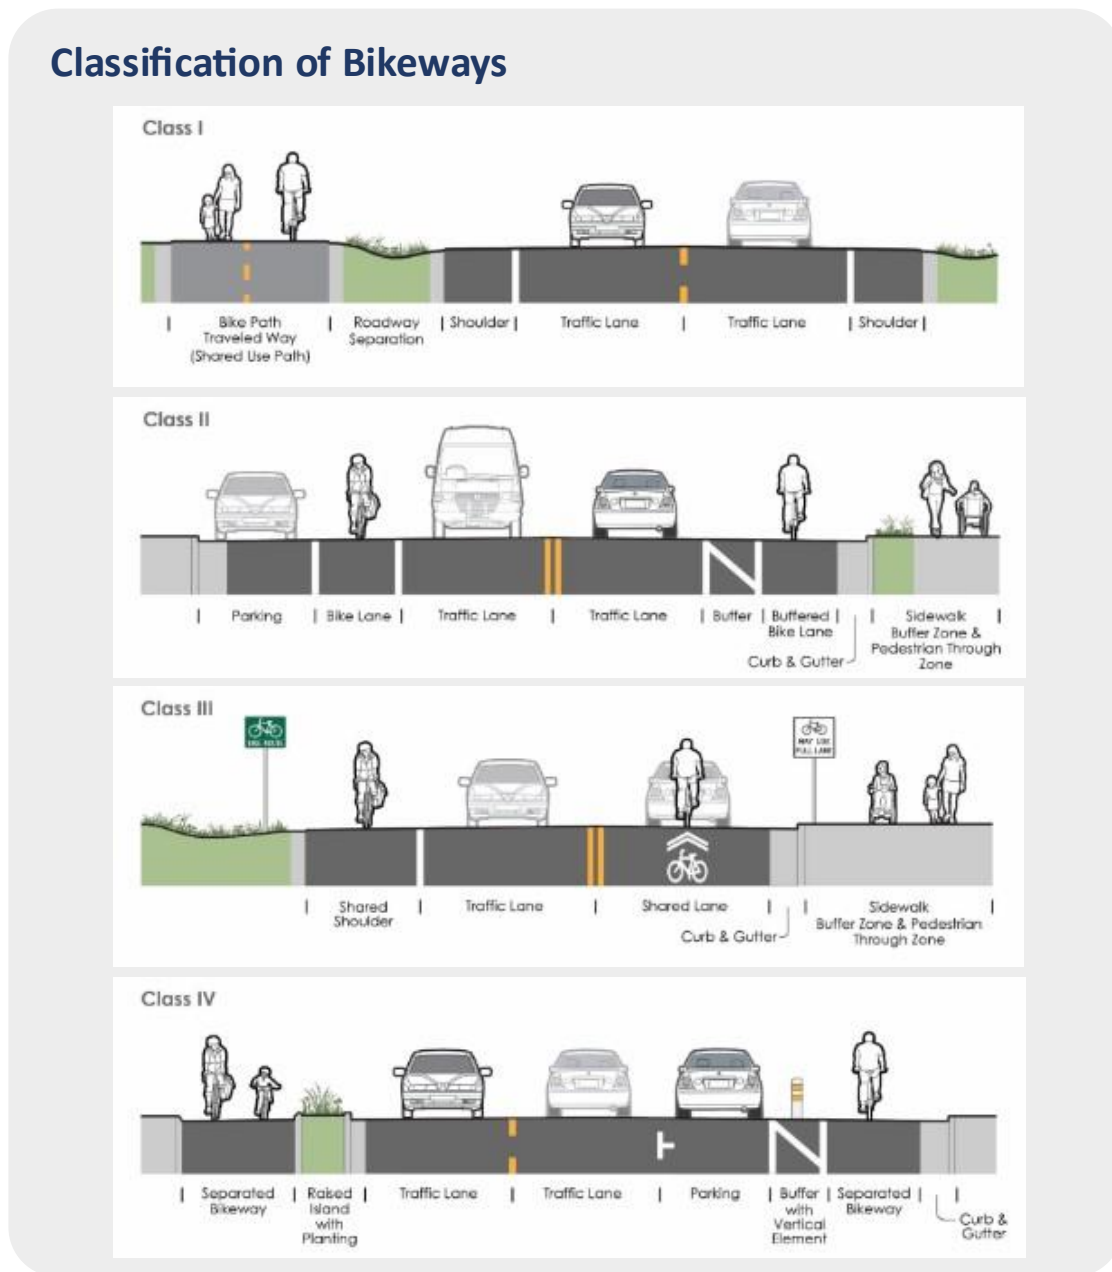 Classification of Bikeways
Class I
Bike Path
Traveled Way
(Shared Use Path)
Roadway
Separation
Shoulder
Traffic Lane
Traffic Lane
Shoulder
Class II
Parking
Bike Lane
Traffic Lane
Traffic Lane
Buffer
Buffered
Bike Lane
Curb & Gutter
Sidewalk
Buffer Zone &
Pedestrian Through
Zone
Class III
MAY USE
FULL LANE
Shared
Shoulder
Traffic Lane
Shared Lane
Curb & Gutter
Sidewalk
Buffer Zone & Pedestrian
Through Zone
Class IV
Separated
Bikeway
Raised
Island
with
Planting
Traffic Lane
Traffic Lane
Parking
Buffer
with
Vertical
Element
Separated
Bikeway
Curb &
Gutter